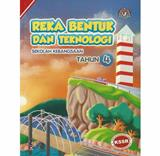 REKA BENTUK
DAN TEKNOLOGI
SEKOLAH KEBANGSAAN
TAHUN 4
KSSR